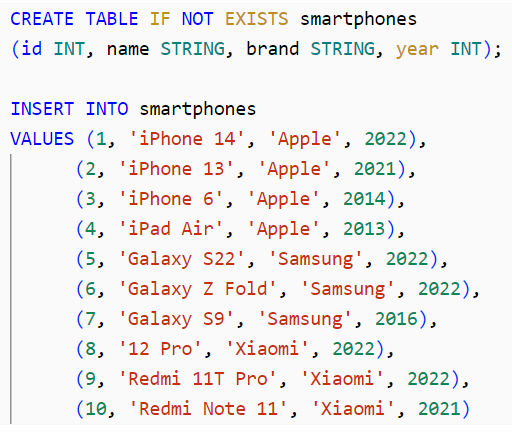 CREATE TABLE IF NOT EXISTS smartphones
(id INT, name STRING, brand STRING, year INT);
INSERT INTO smartphones
VALUES (1, 'iPhone 14', 'Apple', 2022),
(2, 'iPhone 13', 'Apple', 2021),
(3, 'iPhone 6', 'Apple', 2014),
(4, 'iPad Air', 'Apple', 2013),
(5, 'Galaxy S22', 'Samsung', 2022),
(6, 'Galaxy Z Fold', 'Samsung', 2022),
(7, 'Galaxy S9', 'Samsung', 2016),
(8, '12 Pro', 'Xiaomi', 2022),
(9, 'Redmi 11T Pro', 'Xiaomi', 2022),
(10, 'Redmi Note 11', 'Xiaomi', 2021)